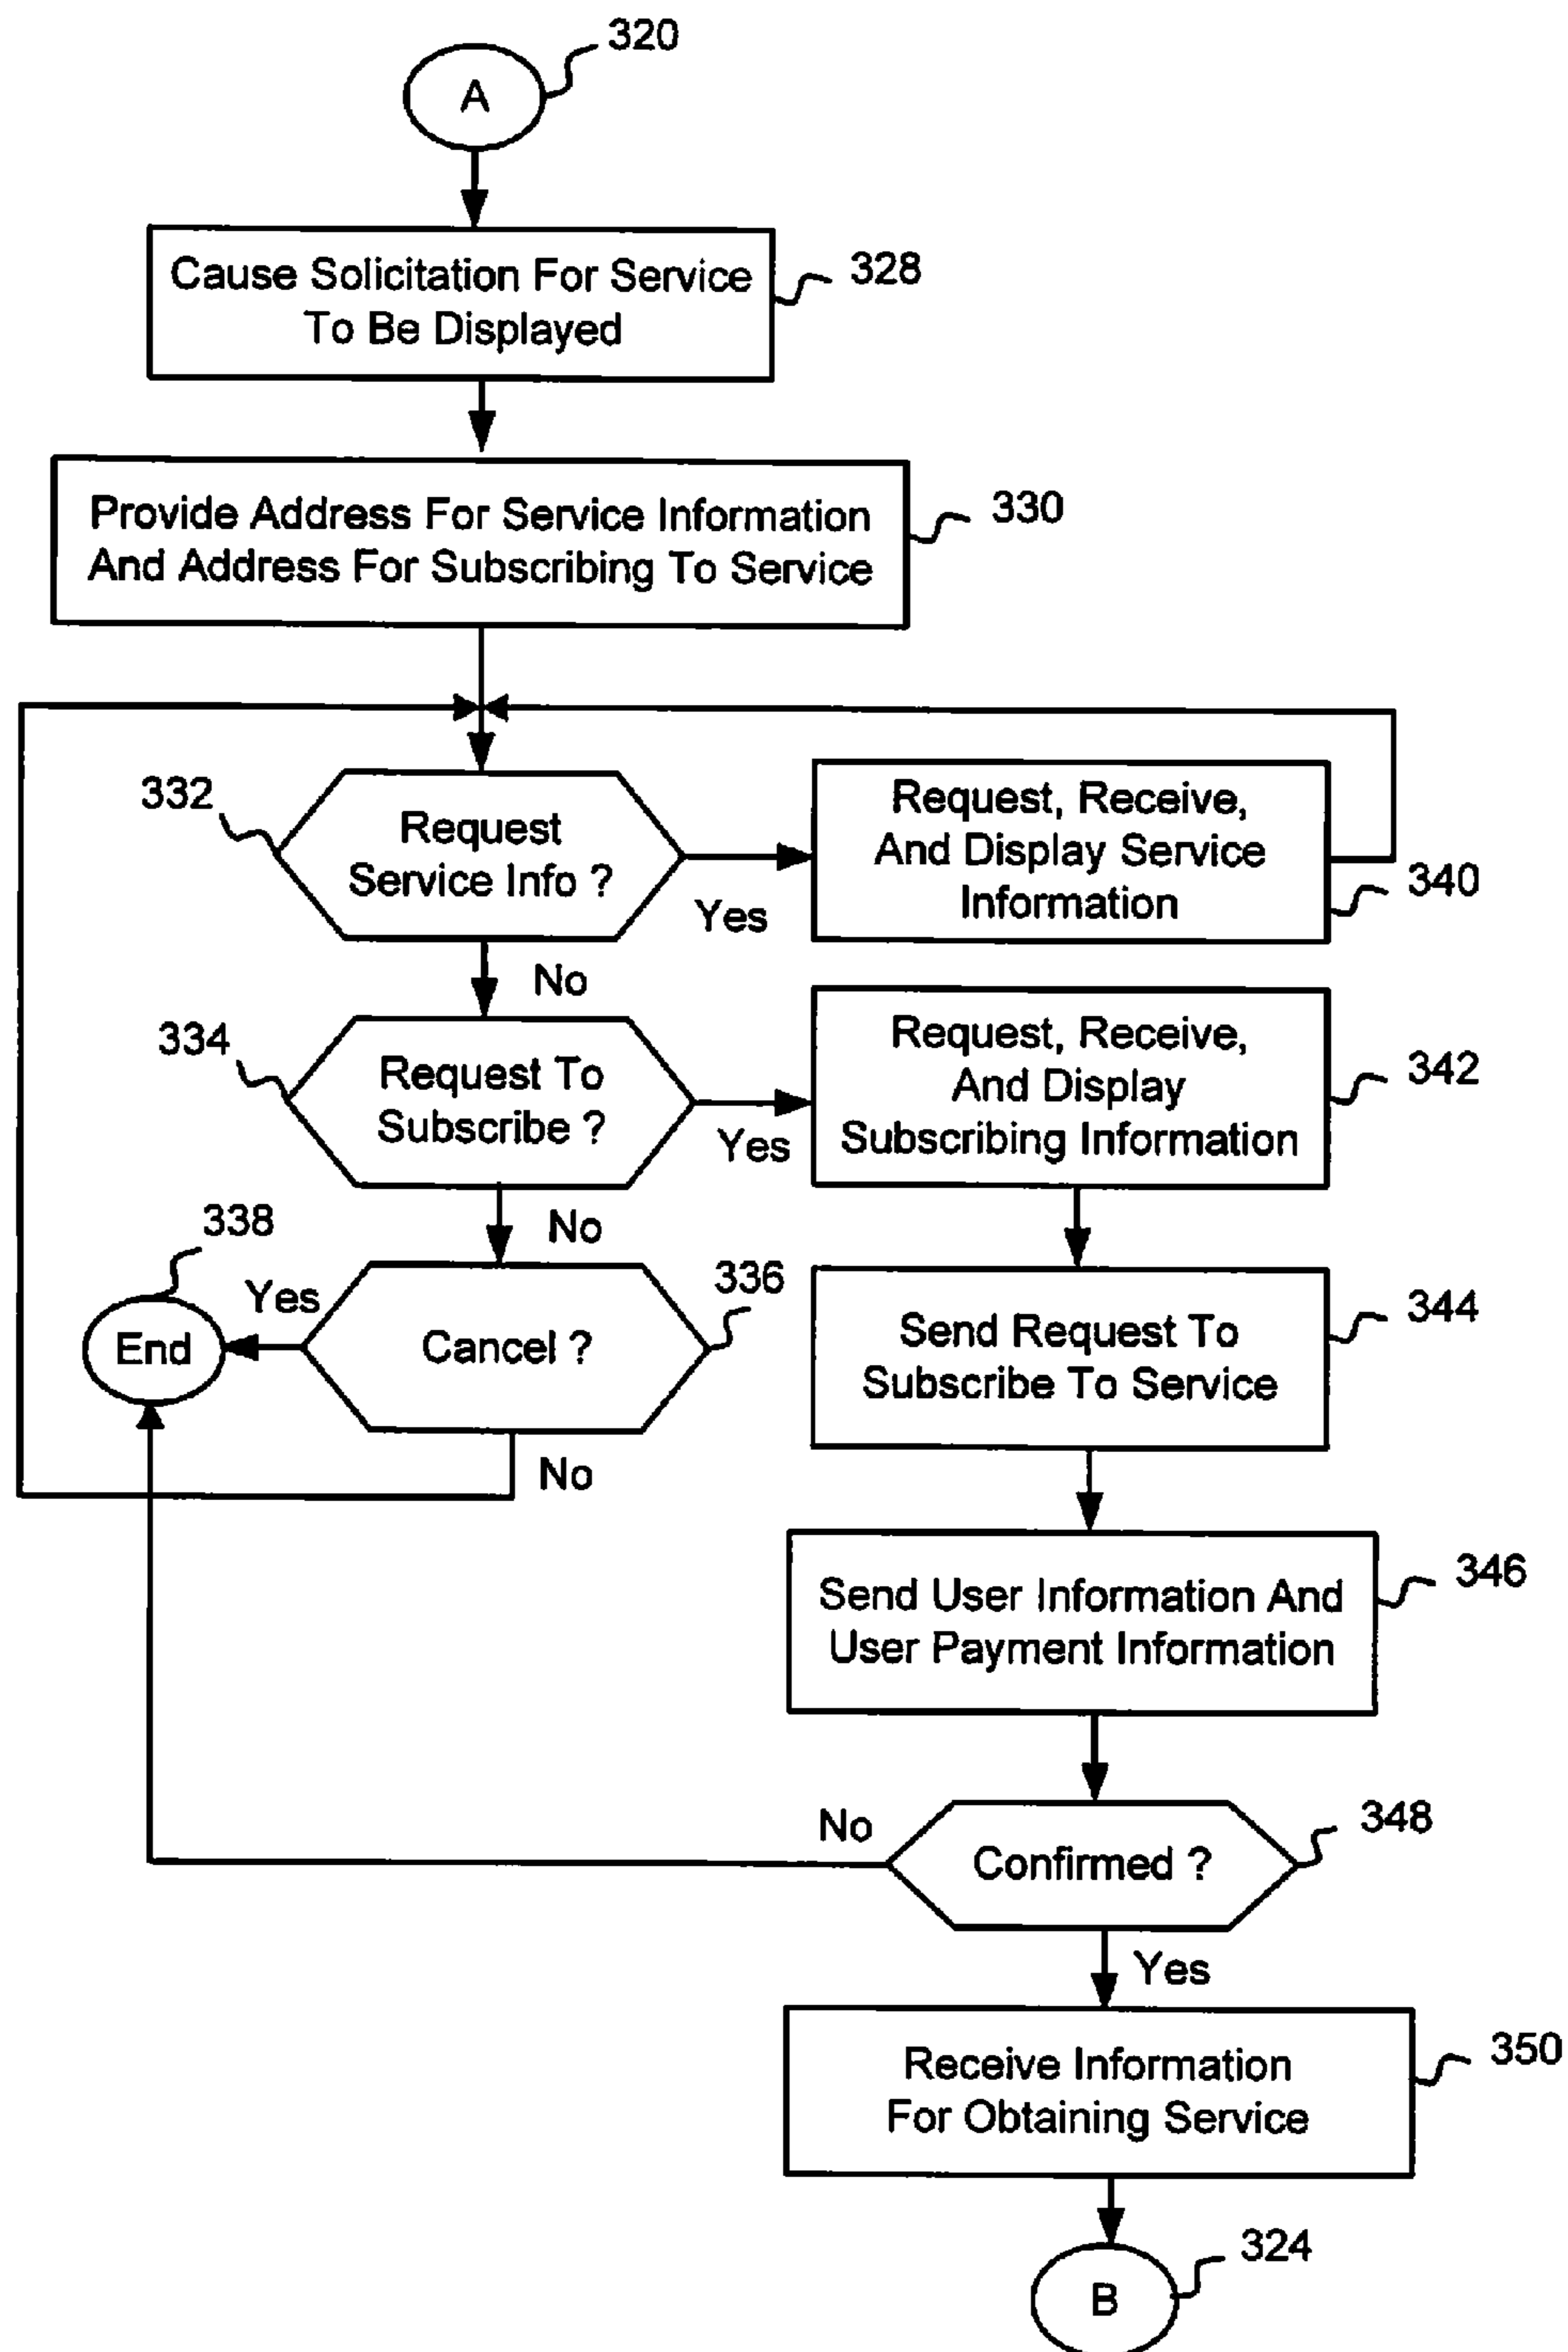 320
A
Cause Solicitation For Service
To Be Displayed
328
Provide Address For Service Information
And Address For Subscribing To Service
330
332
Request
Service Info ?
Yes
No
Request, Receive,
And Display Service
Information
340
334
Request To
Subscribe ?
Yes
No
Request, Receive,
And Display
Subscribing Information
342
338
End
Yes
Cancel ?
336
No
Send Request To
Subscribe To Service
344
Send User Information And
User Payment Information
346
No
Confirmed ?
348
Yes
Receive Information
For Obtaining Service
350
324
B